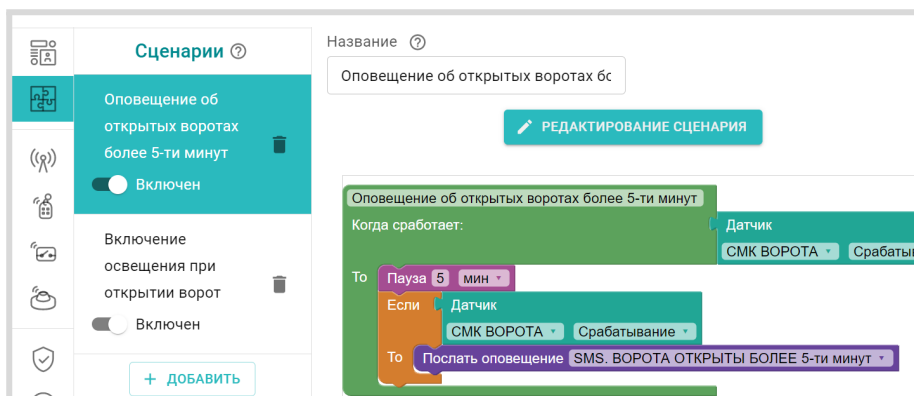 Сценарии
Оповещение об
открытых воротах
более 5-ти минут
Включен
Включение
освещения при
открытии ворот
Включен
+ ДОБАВИТЬ
Название
Оповещение об открытых воротах бс
РЕДАКТИРОВАНИЕ СЦЕНАРИЯ
Оповещение об открытых воротах более 5-ти минут
Когда сработает:
Датчик
СМК ВОРОТА Срабатыв
То Пауза 5 мин
Если Датчик
СМК ВОРОТА Срабатывание
То Послать оповещение SMS. ВОРОТА ОТКРЫТЫ БОЛЕЕ 5-ти минут